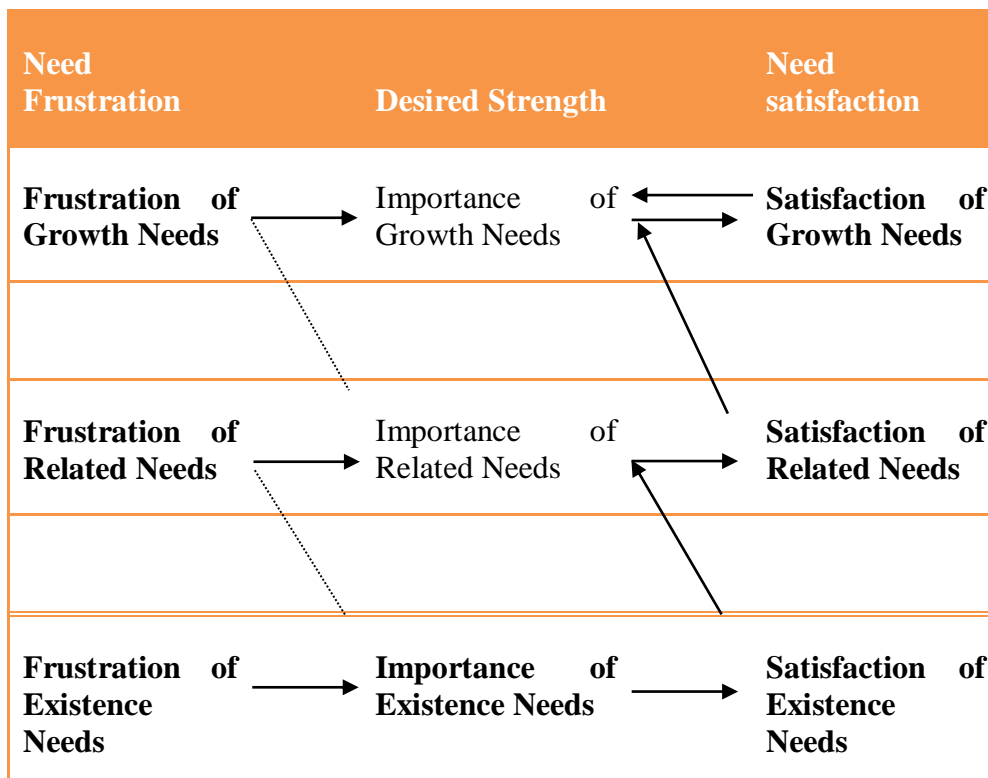 Need
Frustration
Desired Strength
Need
satisfaction
Frustration of
Growth Needs
Importance of
Growth Needs
Satisfaction of
Growth Needs
Frustration of
Related Needs
Importance of
Related Needs
Satisfaction of
Related Needs
Frustration of
Existence
Needs
Importance of
Existence Needs
Satisfaction of
Existence
Needs